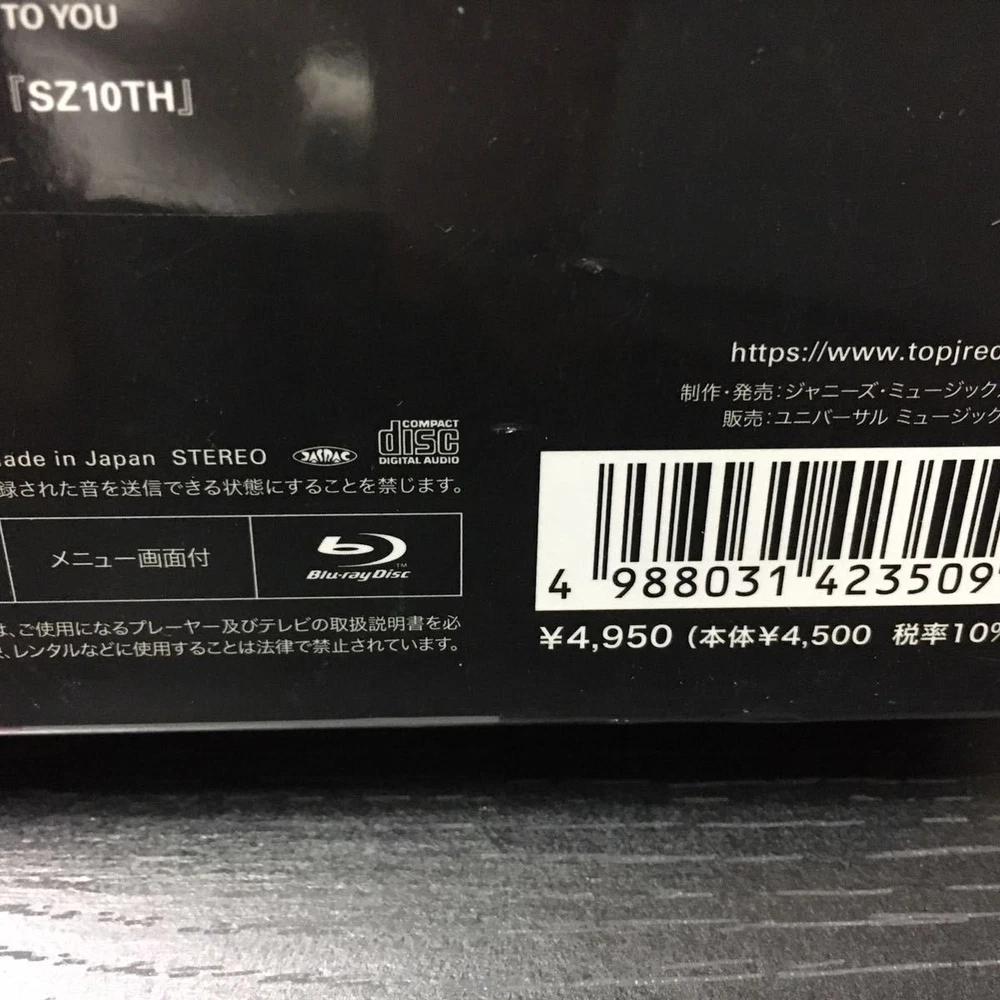 TO YOU
『SZ10TH』
https://www.topjrec
制作・発売：ジャニーズ・ミュージック
販売：ユニバーサル ミュージック
ade in Japan STEREO JASRAC COMPACT disc DIGITAL AUDIO
録された音を送信できる状態にすることを禁じます。
メニュー画面付 Blu-ray Disc™
は、ご使用になるプレーヤー及びテレビの取扱説明書を必
、レンタルなどに使用することは法律で禁止されています。
4 988031 423509
¥4,950 (本体¥4,500 税率10%